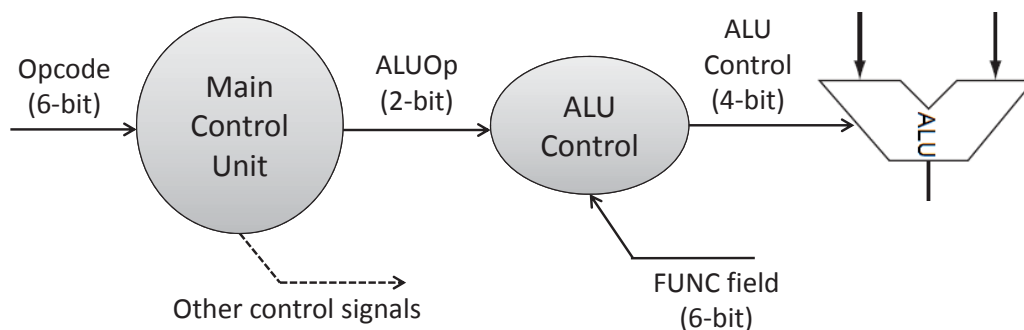 Opcode
(6-bit)
Main
Control
Unit
ALUOp
(2-bit)
ALU
Control
ALU
Control
(4-bit)
ALU
Other control signals
FUNC field
(6-bit)